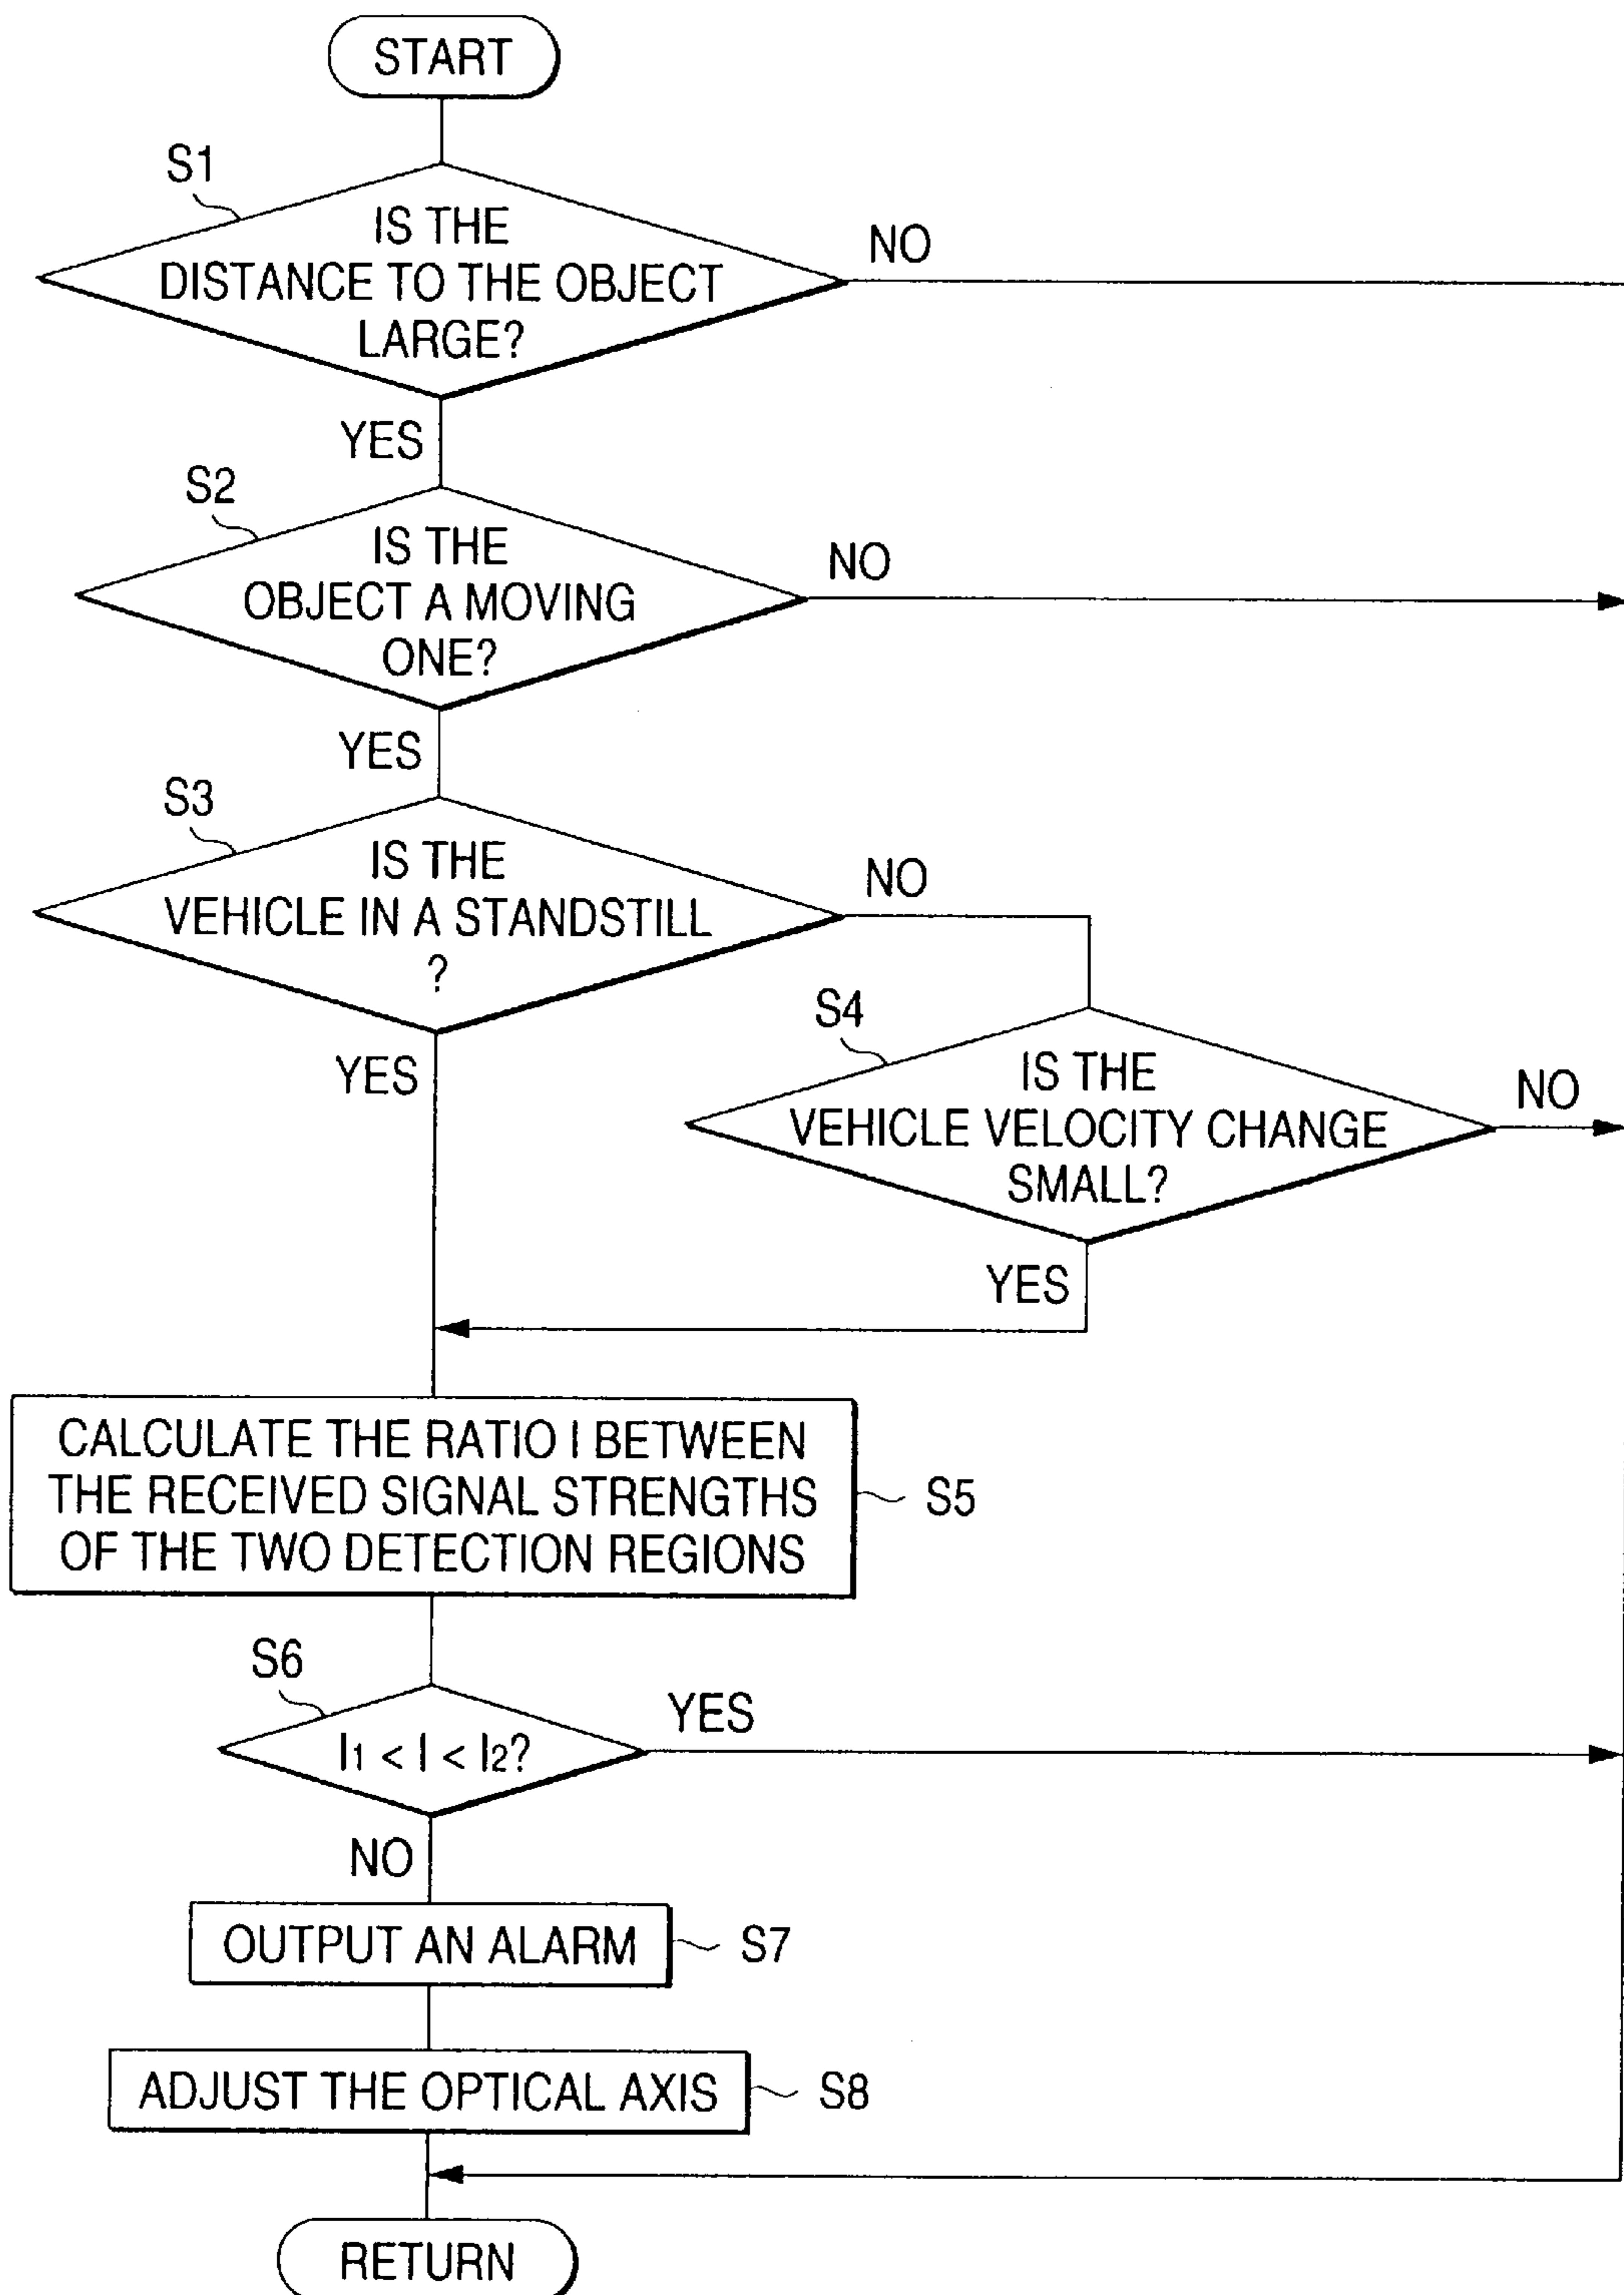 START
S1
IS THE
DISTANCE TO THE OBJECT
LARGE?
NO
YES
S2
IS THE
OBJECT A MOVING
ONE?
NO
YES
S3
IS THE
VEHICLE IN A STANDSTILL
?
NO
YES
S4
IS THE
VEHICLE VELOCITY CHANGE
SMALL?
NO
YES
CALCULATE THE RATIO I BETWEEN
THE RECEIVED SIGNAL STRENGTHS
OF THE TWO DETECTION REGIONS
S5
S6
I1 < I < I2?
YES
NO
OUTPUT AN ALARM
S7
ADJUST THE OPTICAL AXIS
S8
RETURN